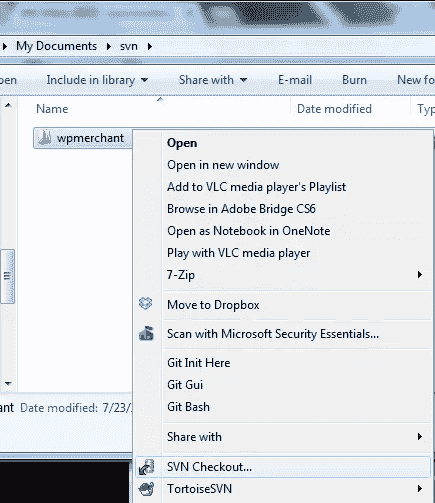 My Documents svn
pen Include in library Share with E-mail Burn New fo
Name Date modified Typ
wpmerchant
Open
Open in new window
Add to VLC media player's Playlist
Browse in Adobe Bridge CS6
Open as Notebook in OneNote
Play with VLC media player
7-Zip
Move to Dropbox
Scan with Microsoft Security Essentials...
Git Init Here
Git Gui
ant Date modified: 7/23/ Git Bash
Share with
SVN Checkout...
TortoiseSVN